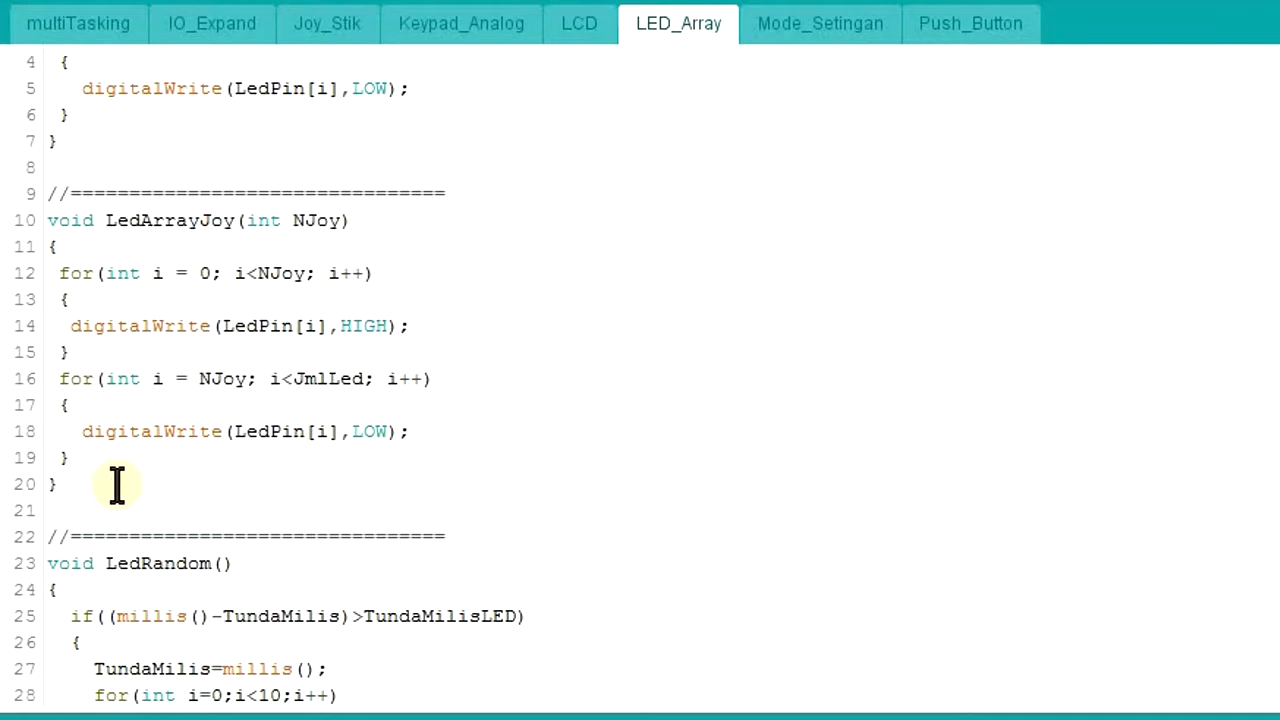 multiTasking IO_Expand Joy_Stik Keypad_Analog LCD LED_Array Mode_Setingan Push_Button
4 {
5 digitalWrite(LedPin[i],LOW);
6 }
7 }
8
9 //================================
10 void LedArrayJoy(int NJoy)
11 {
12 for(int i = 0; i<NJoy; i++)
13 {
14 digitalWrite(LedPin[i],HIGH);
15 }
16 for(int i = NJoy; i<JmlLed; i++)
17 {
18 digitalWrite(LedPin[i],LOW);
19 }
20 }
21
22 //================================
23 void LedRandom()
24 {
25 if((millis()-TundaMilis)>TundaMilisLED)
26 {
27 TundaMilis=millis();
28 for(int i=0;i<10;i++)